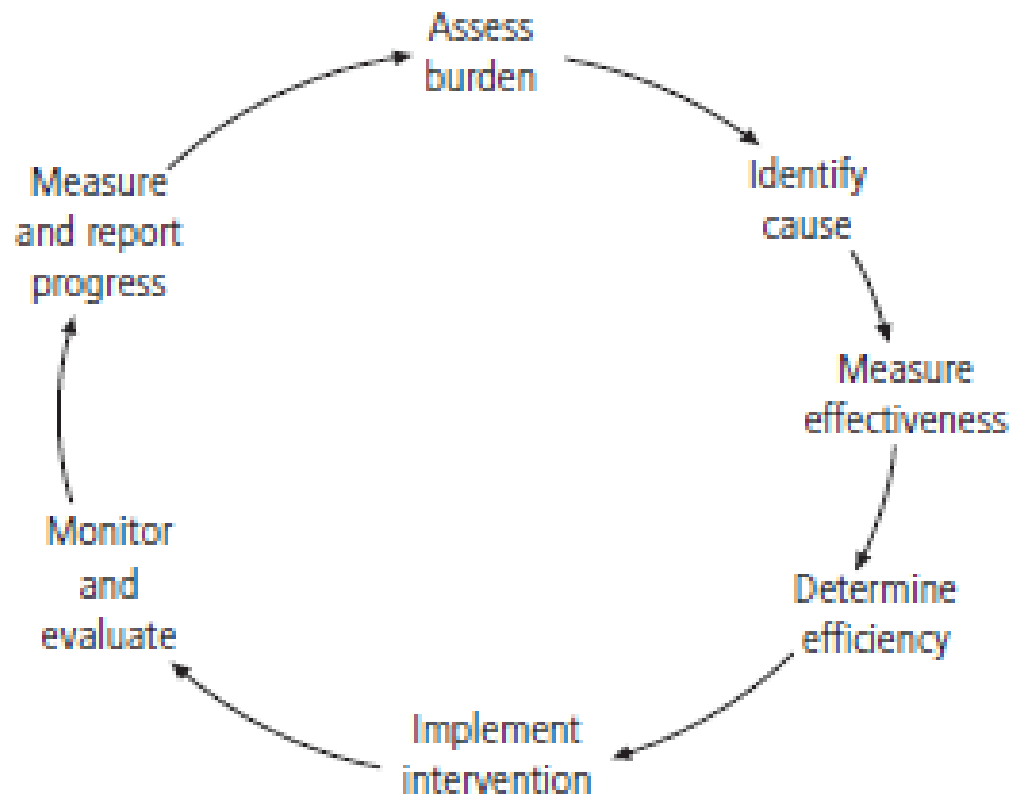 Assess
burden
Identify
cause
Measure
effectiveness
Determine
efficiency
Implement
intervention
Monitor
and
evaluate
Measure
and report
progress